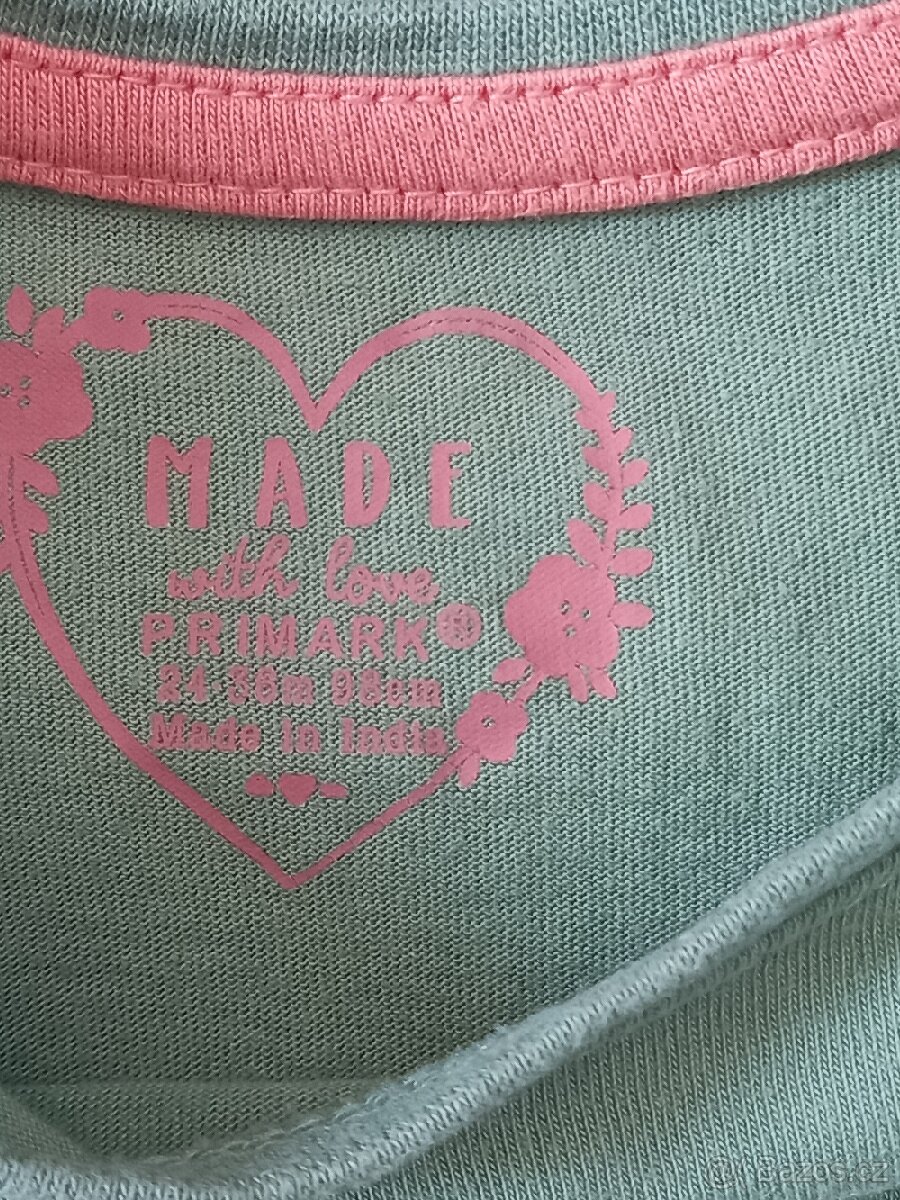 MADE
with love
PRIMARK®
24-36m 98cm
Made in India
Bazos.cz